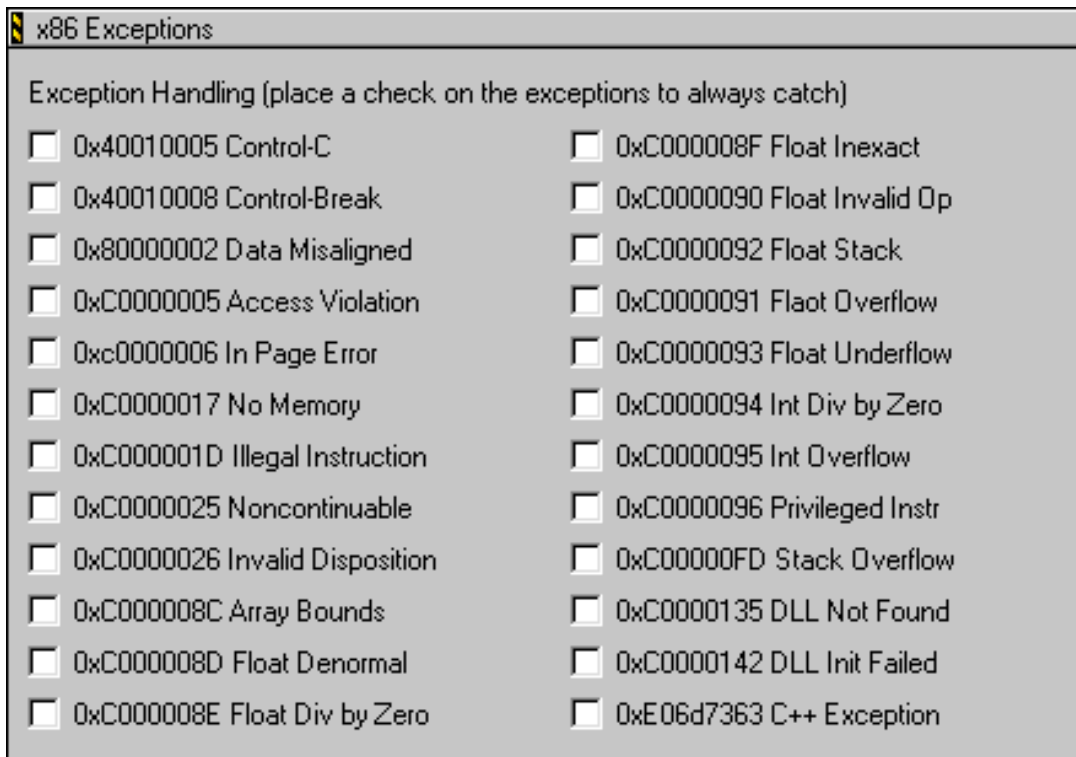 x86 Exceptions
Exception Handling (place a check on the exceptions to always catch)
0x40010005 Control-C
0x40010008 Control-Break
0x80000002 Data Misaligned
0xC0000005 Access Violation
0xc0000006 In Page Error
0xC0000017 No Memory
0xC000001D Illegal Instruction
0xC0000025 Noncontinuable
0xC0000026 Invalid Disposition
0xC000008C Array Bounds
0xC000008D Float Denormal
0xC000008E Float Div by Zero
0xC000008F Float Inexact
0xC0000090 Float Invalid Op
0xC0000092 Float Stack
0xC0000091 Flaot Overflow
0xC0000093 Float Underflow
0xC0000094 Int Div by Zero
0xC0000095 Int Overflow
0xC0000096 Privileged Instr
0xC00000FD Stack Overflow
0xC0000135 DLL Not Found
0xC0000142 DLL Init Failed
0xE06d7363 C++ Exception